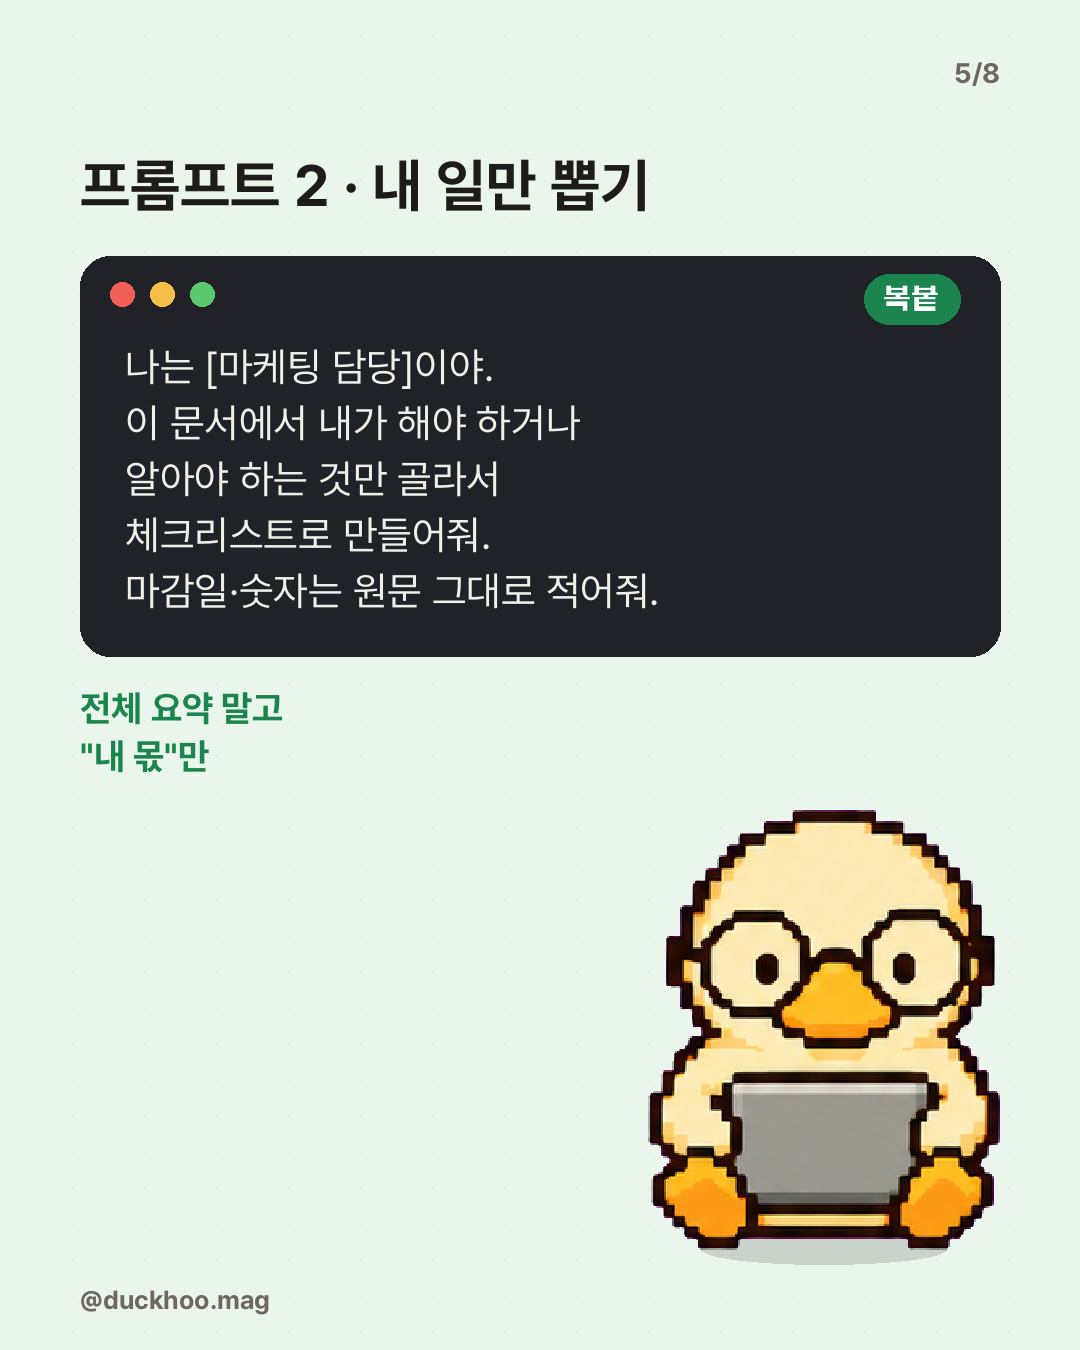 5/8
프롬프트 2 · 내 일만 뽑기
복붙
나는 [마케팅 담당]이야.
이 문서에서 내가 해야 하거나
알아야 하는 것만 골라서
체크리스트로 만들어줘.
마감일·숫자는 원문 그대로 적어줘.
전체 요약 말고
"내 몫"만
@duckhoo.mag